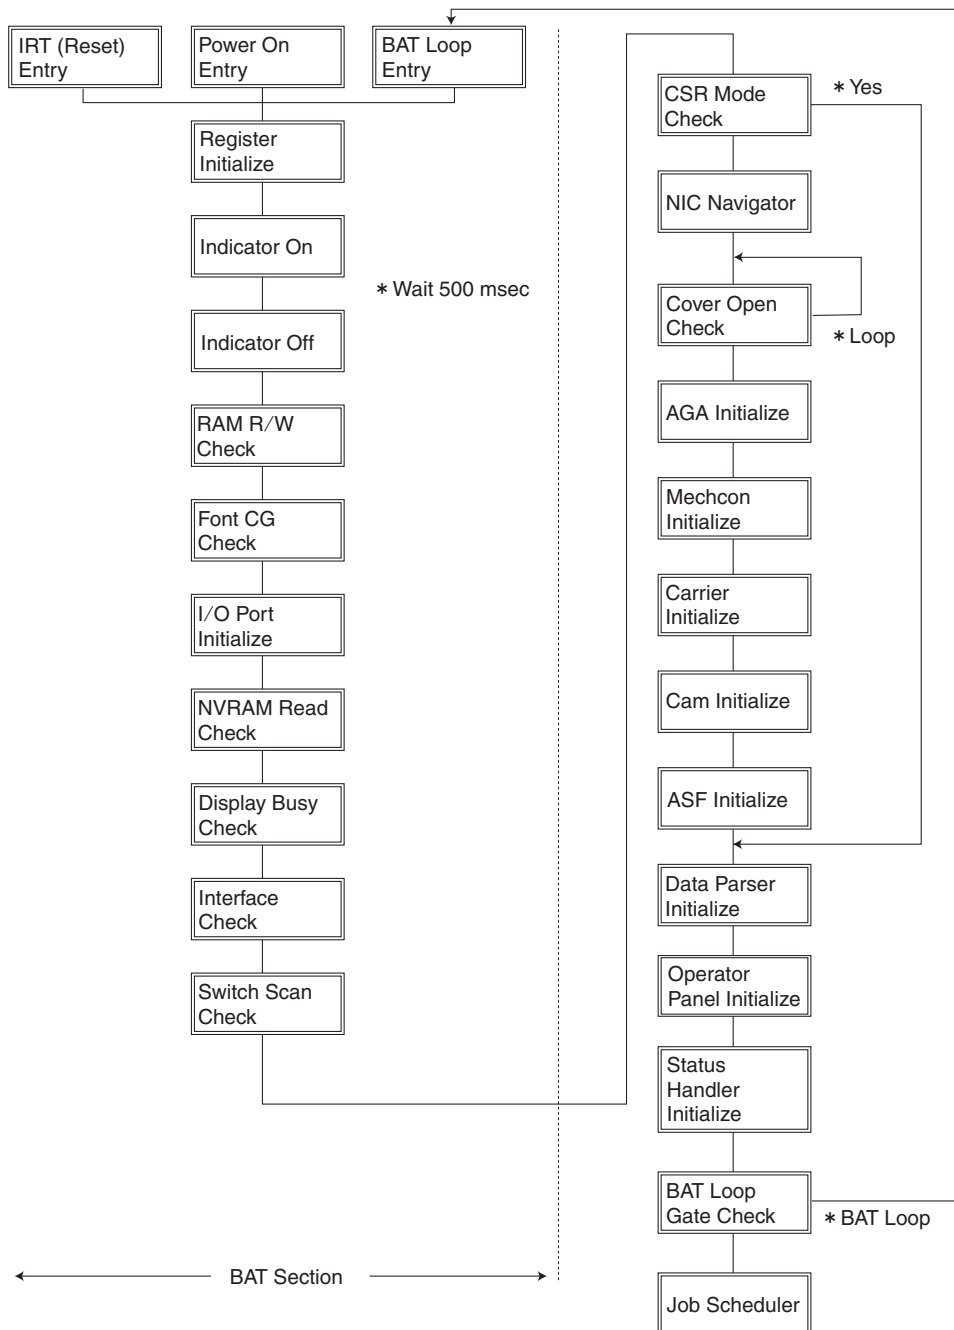 IRT (Reset)
Entry
Power On
Entry
BAT Loop
Entry
Register
Initialize
Indicator On
* Wait 500 msec
Indicator Off
RAM R/W
Check
Font CG
Check
I/O Port
Initialize
NVRAM Read
Check
Display Busy
Check
Interface
Check
Switch Scan
Check
BAT Section
CSR Mode
Check
* Yes
NIC Navigator
Cover Open
Check
* Loop
AGA Initialize
Mechcon
Initialize
Carrier
Initialize
Cam Initialize
ASF Initialize
Data Parser
Initialize
Operator
Panel Initialize
Status
Handler
Initialize
BAT Loop
Gate Check
* BAT Loop
Job Scheduler